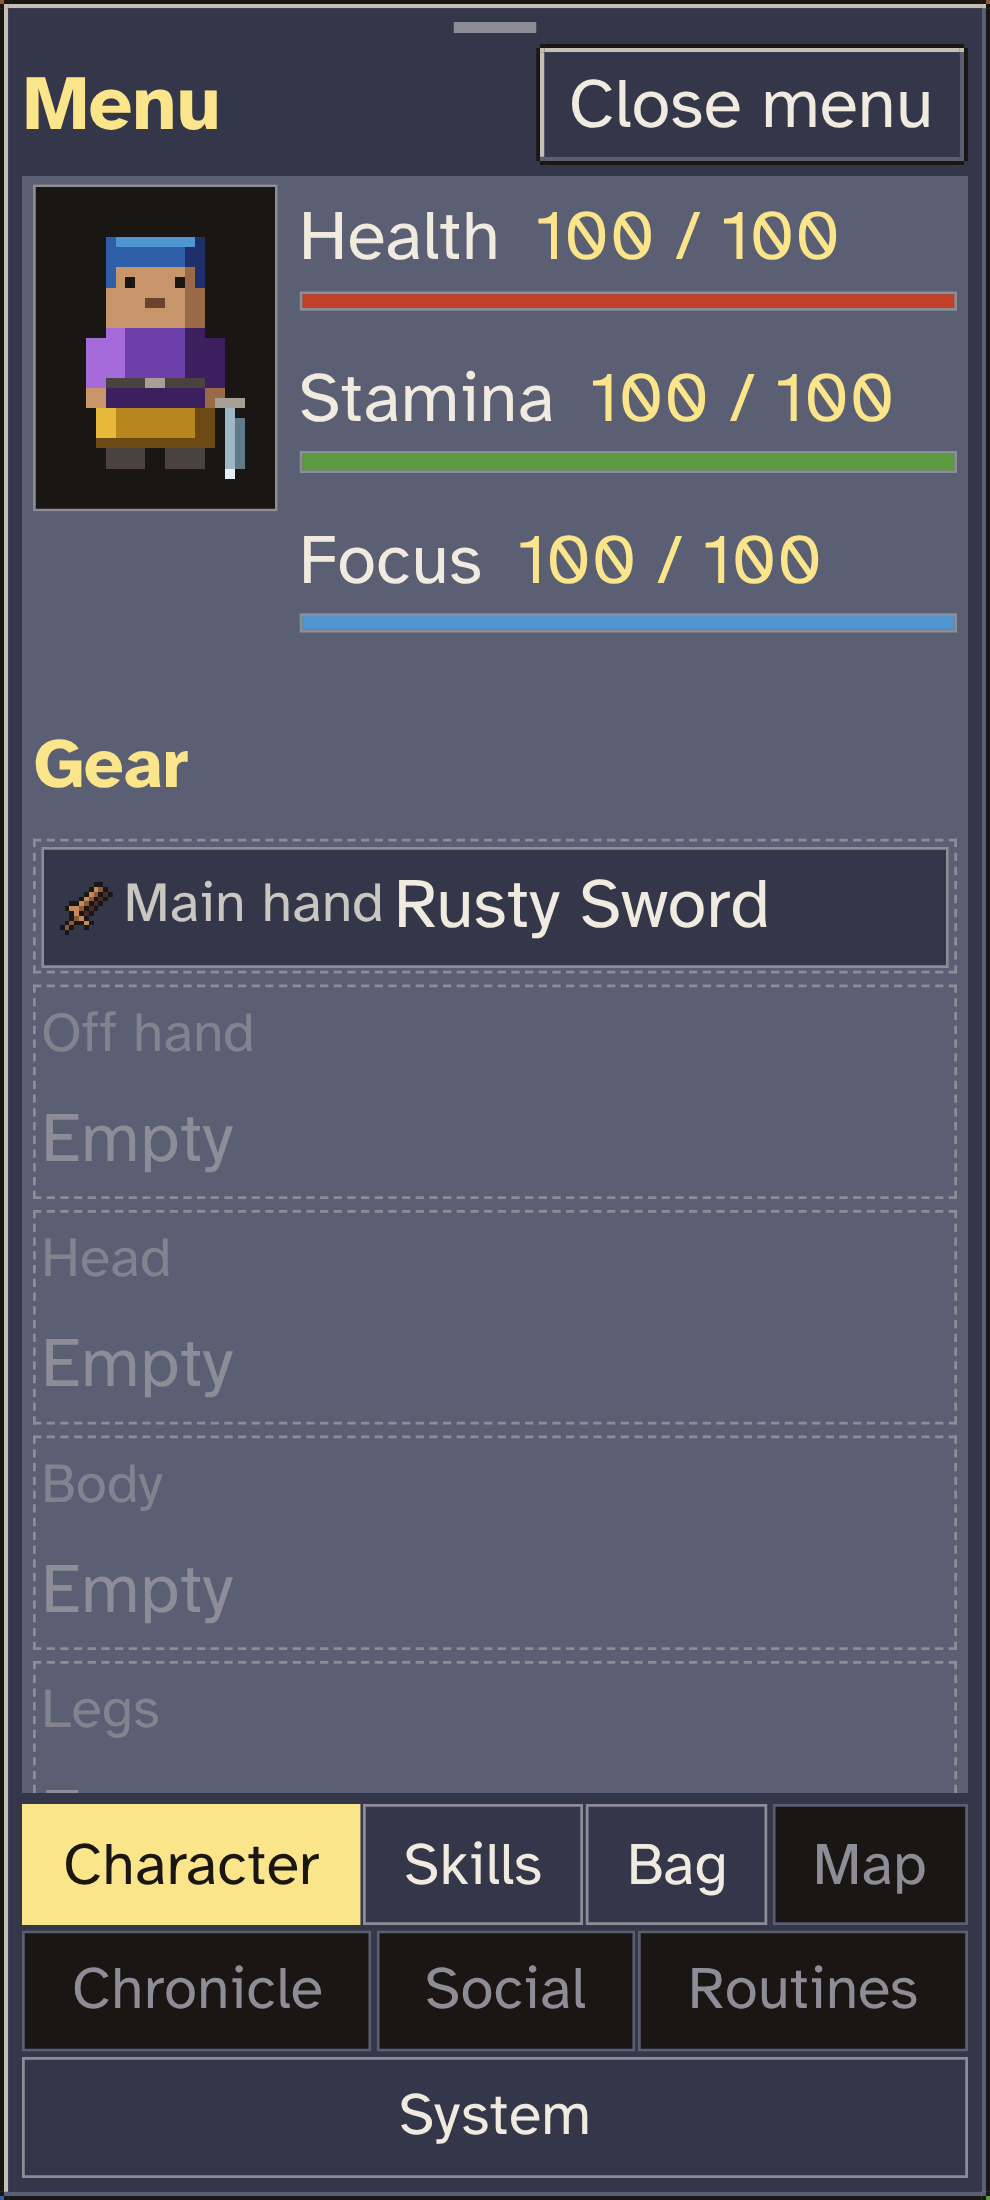 Menu
Close menu
Health 100 / 100
Stamina 100 / 100
Focus 100 / 100
Gear
Main hand Rusty Sword
Off hand
Empty
Head
Empty
Body
Empty
Legs
Character Skills Bag Map
Chronicle Social Routines
System